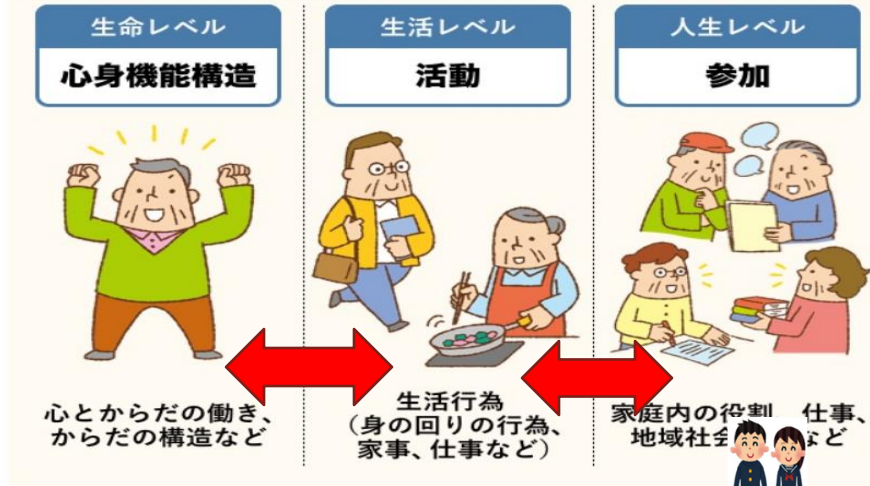 生命レベル
心身機能構造
心とからだの働き、
からだの構造など
生活レベル
活動
生活行為
(身の回りの行為、
家事、仕事など)
人生レベル
参加
家庭内の役割 仕事、
地域社会 など